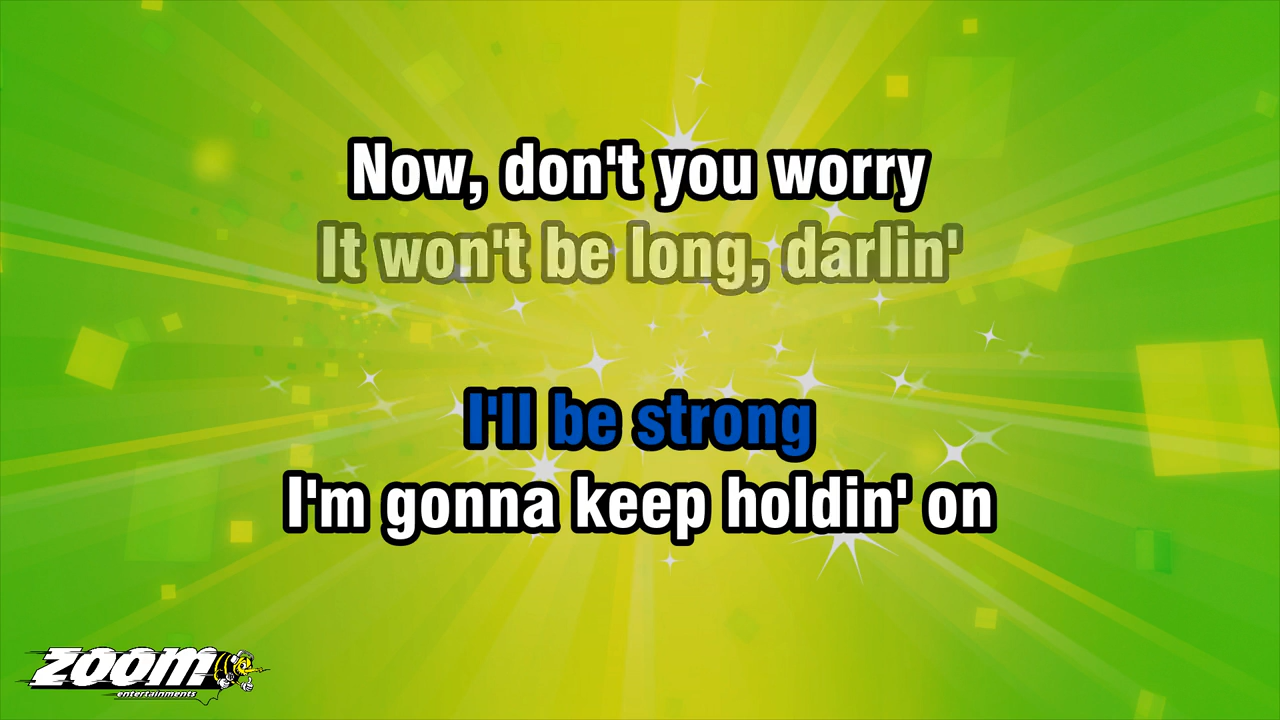 Now, don't you worry
It won't be long, darlin'
I'll be strong
I'm gonna keep holdin' on
zoom
entertainments